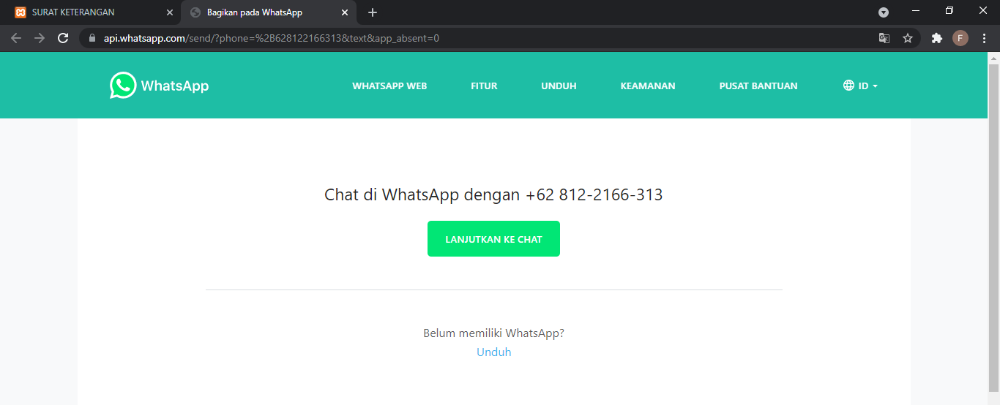 SURAT KETERANGAN
Bagikan pada WhatsApp
api.whatsapp.com/send/?phone=%2B628122166313&text&app_absent=0
F
WhatsApp
WHATSAPP WEB
FITUR
UNDUH
KEAMANAN
PUSAT BANTUAN
ID
Chat di WhatsApp dengan +62 812-2166-313
LANJUTKAN KE CHAT
Belum memiliki WhatsApp?
Unduh